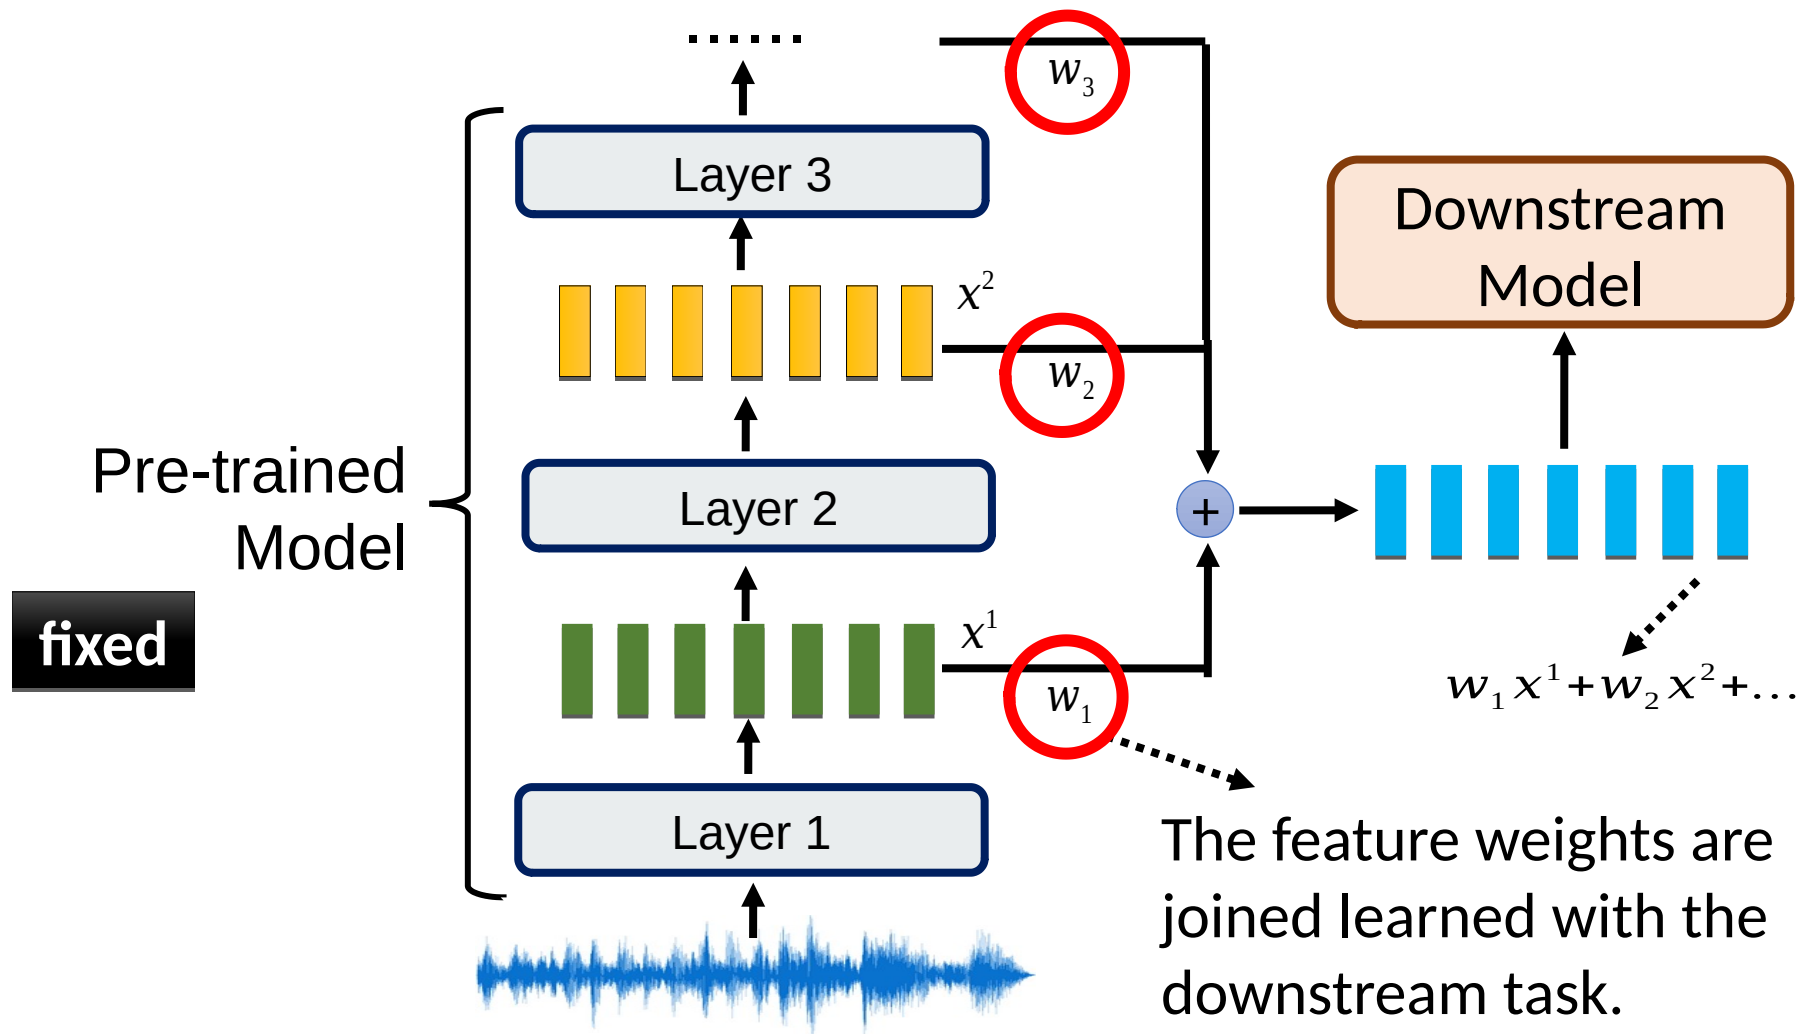 ......
w₃
Layer 3
Downstream
Model
x²
w₂
Pre-trained
Model
Layer 2
+
fixed
x¹
w₁
w₁x¹+w₂x²+…
Layer 1
The feature weights are
joined learned with the
downstream task.